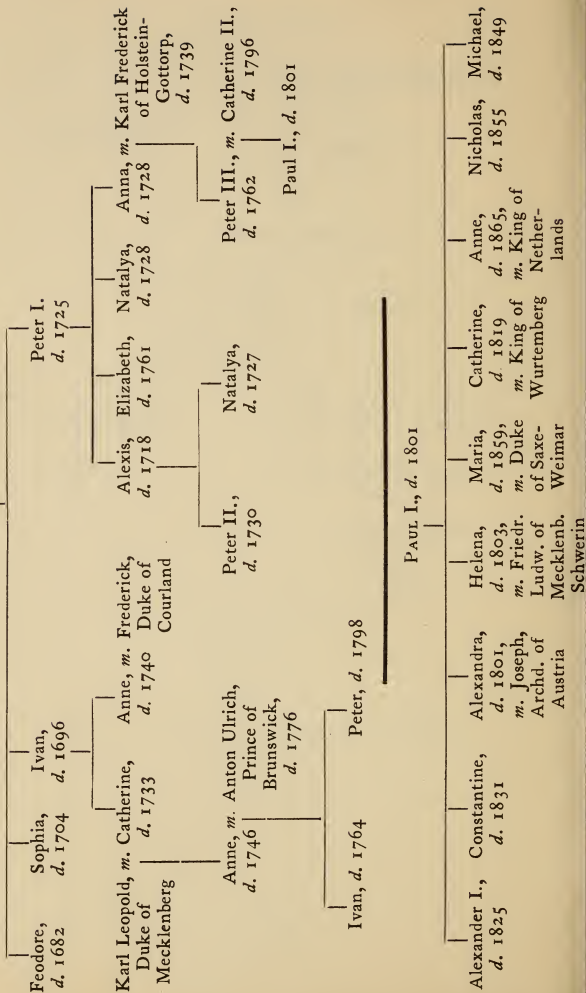 Feodore,
d. 1682
Sophia,
d. 1704
Ivan,
d. 1696
Peter I.
d. 1725
Karl Leopold, m. Catherine,
Duke of
Mecklenberg
d. 1733
Anne, m. Frederick,
d. 1740 Duke of
Courland
Alexis,
d. 1718
Elizabeth,
d. 1761
Natalya,
d. 1728
Anna, m. Karl Frederick
d. 1728
of Holstein-
Gottorp,
d. 1739
Anne, m. Anton Ulrich,
d. 1746
Prince of
Brunswick,
d. 1776
Peter II.,
d. 1730
Natalya,
d. 1727
Peter III., m. Catherine II.,
d. 1762
d. 1796
Paul I., d. 1801
Ivan, d. 1764
Peter, d. 1798
PAUL I., d. 1801
Alexander I.,
d. 1825
Constantine,
d. 1831
Alexandra,
d. 1801,
m. Joseph,
Archd. of
Austria
Helena,
d. 1803,
m. Friedr.
Ludw. of
Mecklenb.
Schwerin
Maria,
d. 1859,
m. Duke
of Saxe-
Weimar
Catherine,
d 1819
m. King of
Wurtemberg
Anne,
d. 1865,
m. King of
Nether-
lands
Nicholas,
d. 1855
Michael,
d. 1849